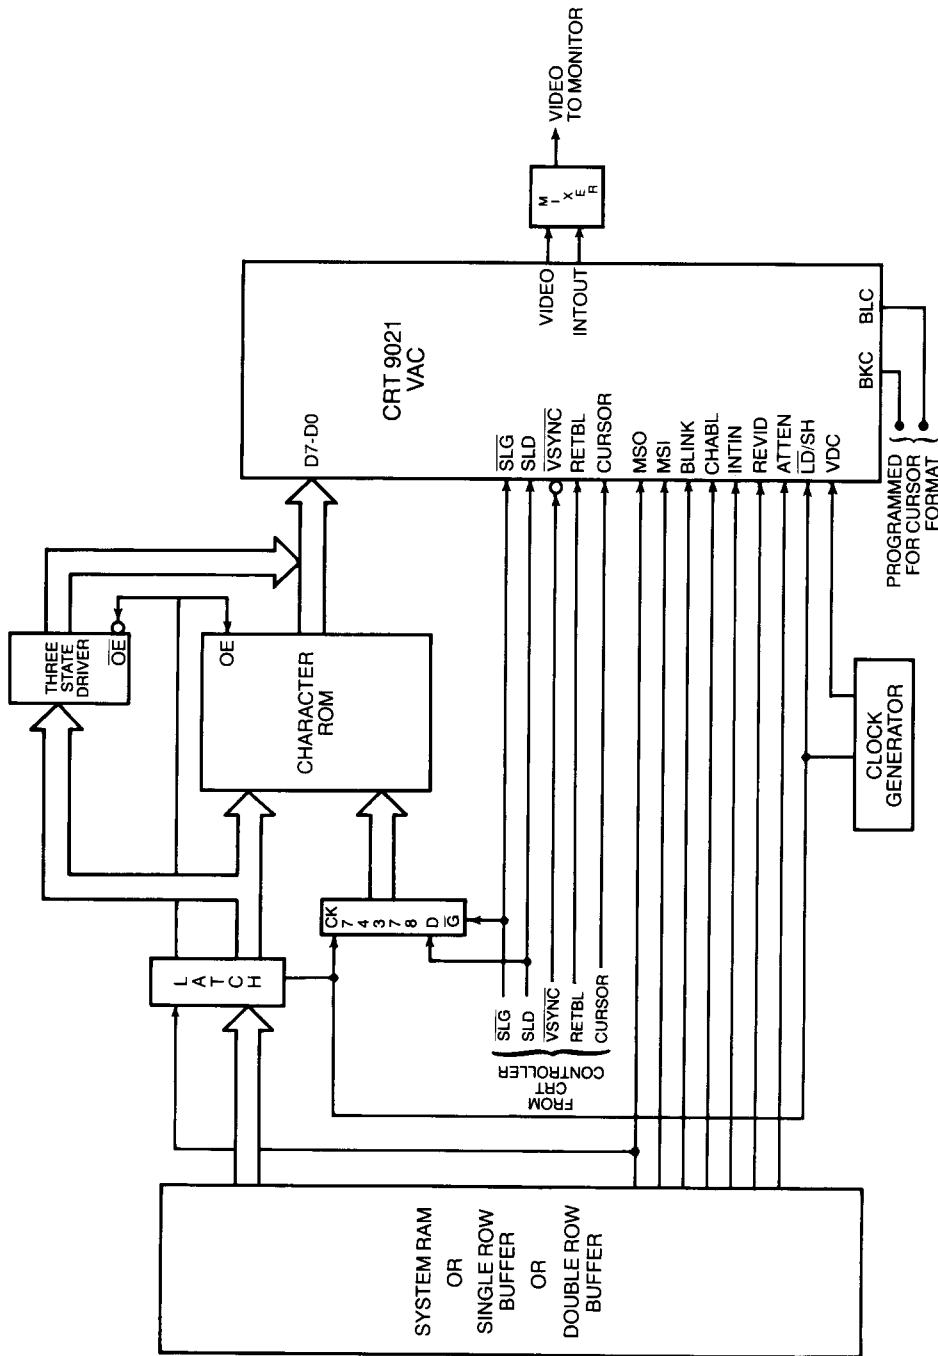 VIDEO
TO MONITOR
MIXER
CRT 9021
VAC
D7-D0
VIDEO
INTOUT
SLG
SLD
VSYNC
RETBL
CURSOR
MSO
MSI
BLINK
CHABL
INTIN
REVID
ATTEN
LD/SH
VDC
BKC
BLC
PROGRAMMED
FOR CURSOR
FORMAT
THREE
STATE
DRIVER
OE
OE
CHARACTER
ROM
CLOCK
GENERATOR
LATCH
CK
7
4
3
7
8
D
G
SLG
SLD
VSYNC
RETBL
CURSOR
FROM
CRT
CONTROLLER
SYSTEM RAM
OR
SINGLE ROW
BUFFER
OR
DOUBLE ROW
BUFFER